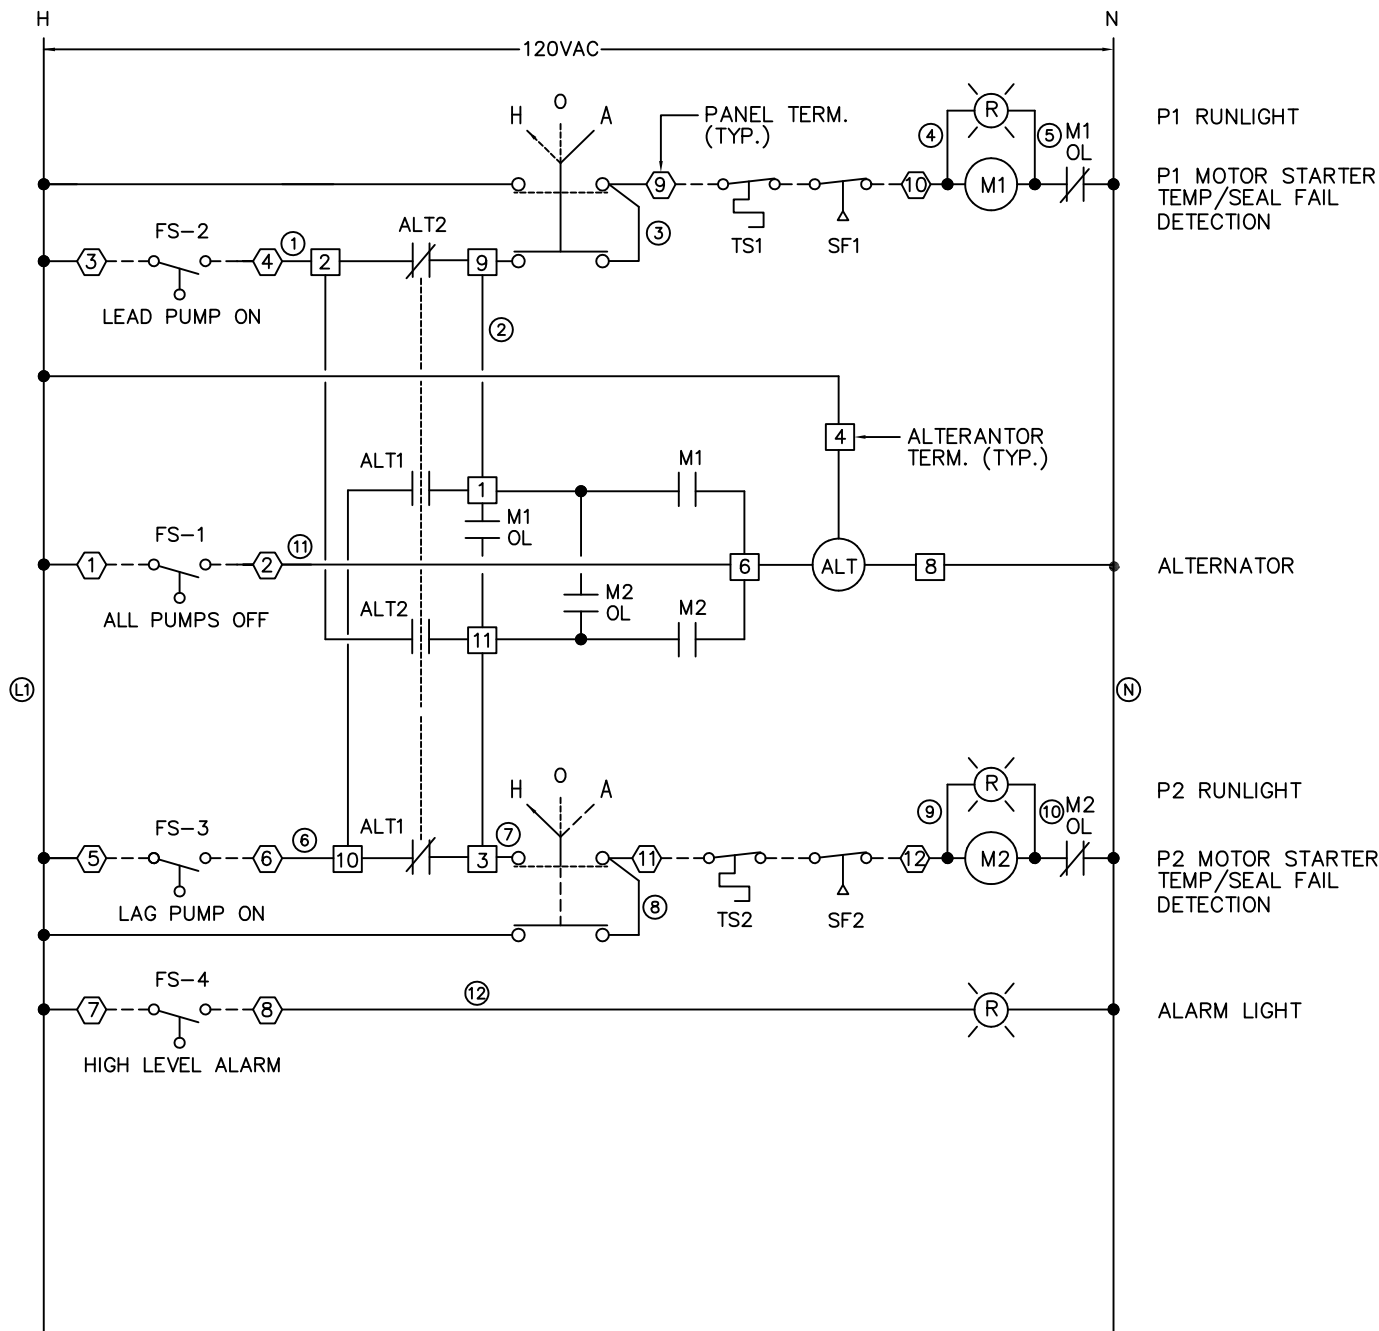 H
N
120VAC
H
O
A
PANEL TERM.
(TYP.)
R
4
5
M1
OL
P1 RUNLIGHT
9
TS1
SF1
10
M1
P1 MOTOR STARTER
TEMP/SEAL FAIL
DETECTION
3
FS-2
3
4
1
2
ALT2
9
LEAD PUMP ON
2
4
ALTERANTOR
TERM. (TYP.)
ALT1
1
M1
M1
OL
FS-1
1
2
11
6
ALT
8
ALTERNATOR
ALL PUMPS OFF
ALT2
M2
OL
M2
11
L1
N
H
O
A
R
9
10
M2
OL
P2 RUNLIGHT
FS-3
5
6
6
10
ALT1
3
7
11
TS2
SF2
12
M2
P2 MOTOR STARTER
TEMP/SEAL FAIL
DETECTION
LAG PUMP ON
8
FS-4
7
8
12
R
ALARM LIGHT
HIGH LEVEL ALARM